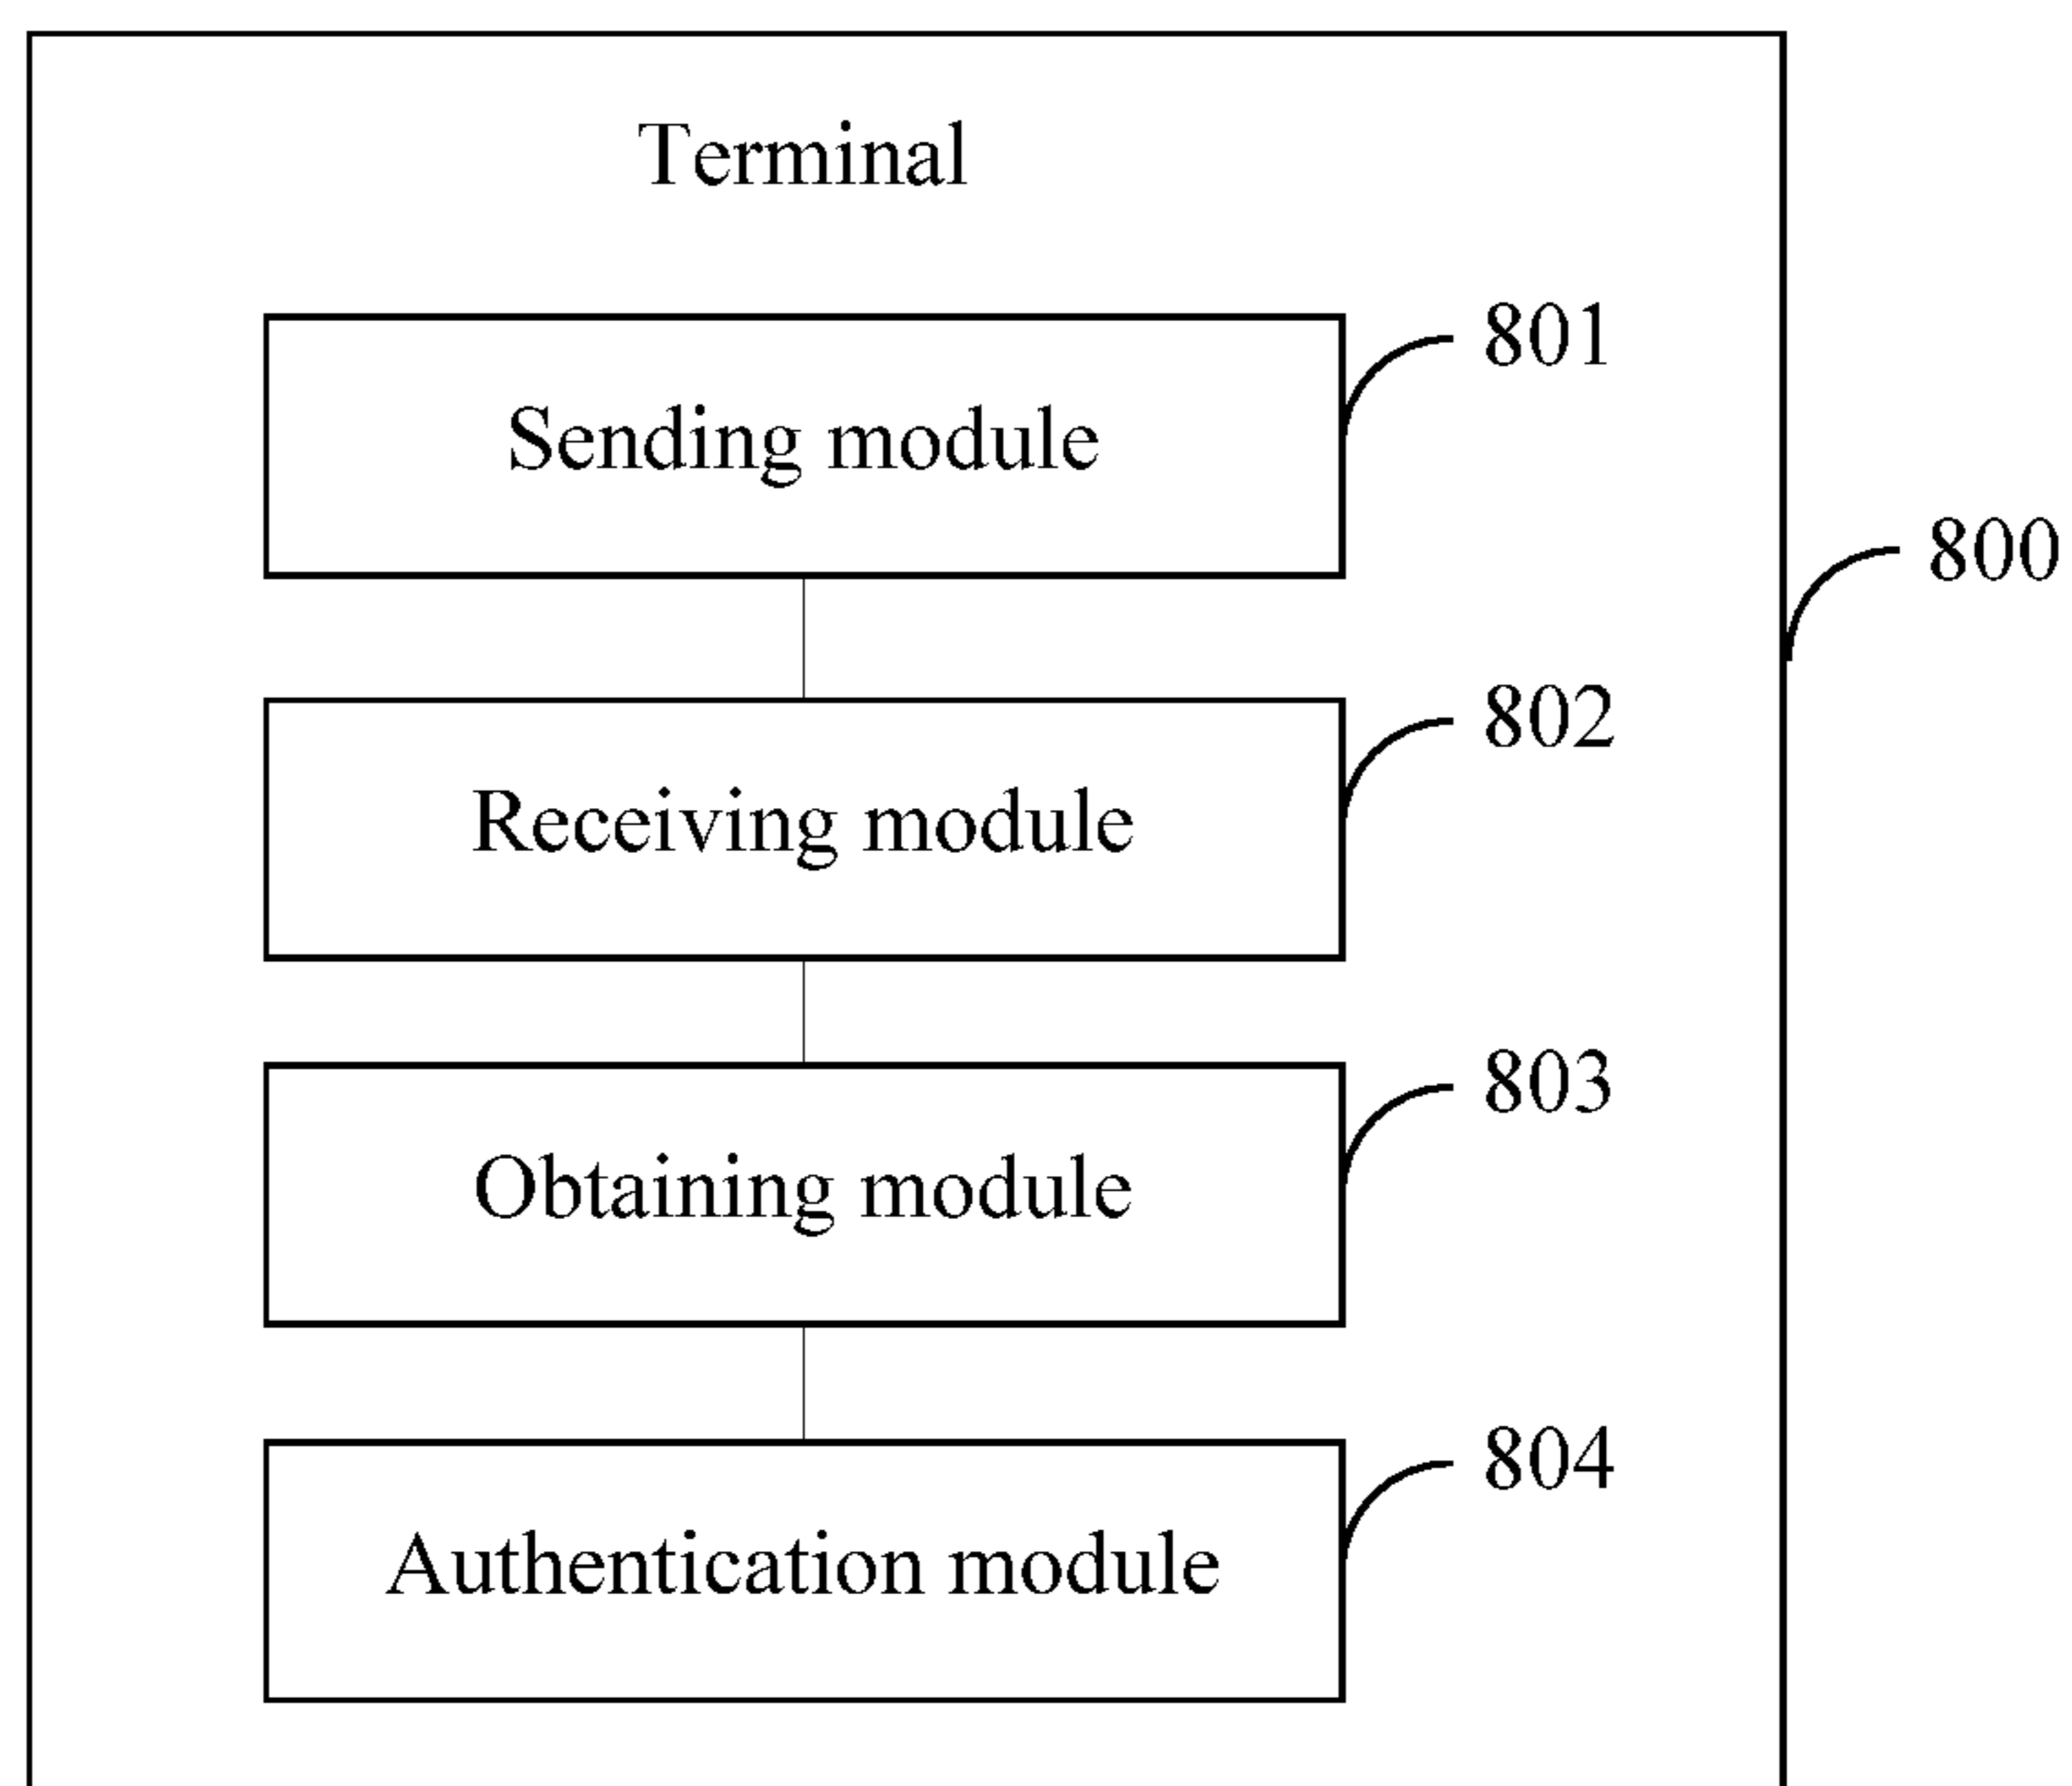 Terminal
801
Sending module
800
802
Receiving module
803
Obtaining module
804
Authentication module